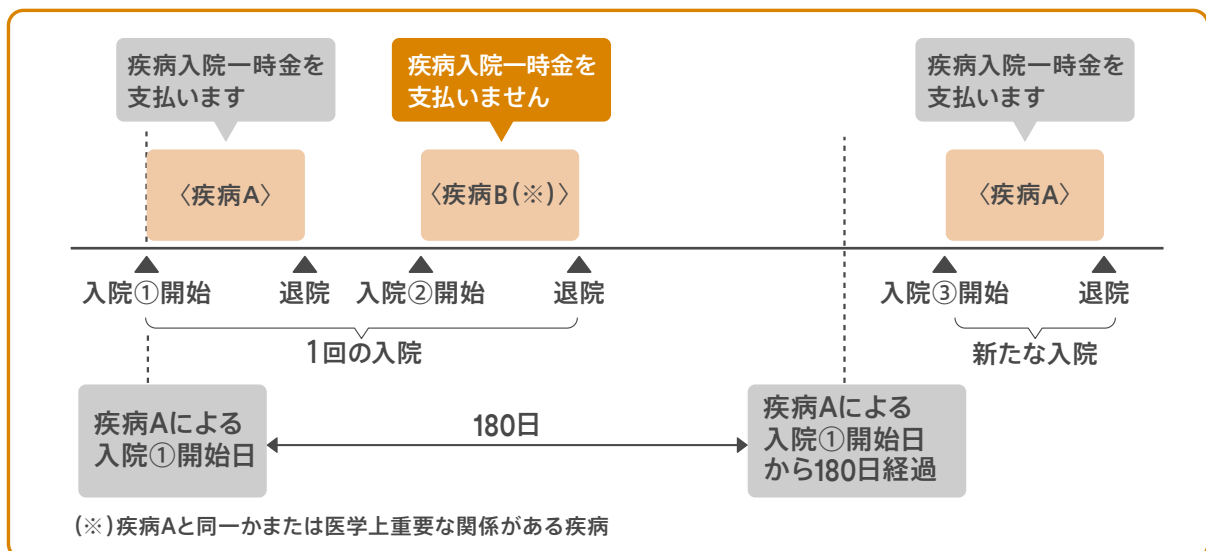 疾病入院一時金を
支払います
疾病入院一時金を
支払いません
疾病入院一時金を
支払います
〈疾病A〉
〈疾病B(※)〉
〈疾病A〉
入院①開始
退院
入院②開始
退院
入院③開始
退院
1回の入院
新たな入院
疾病Aによる
入院①開始日
180日
疾病Aによる
入院①開始日
から180日経過
(※)疾病Aと同一かまたは医学上重要な関係がある疾病